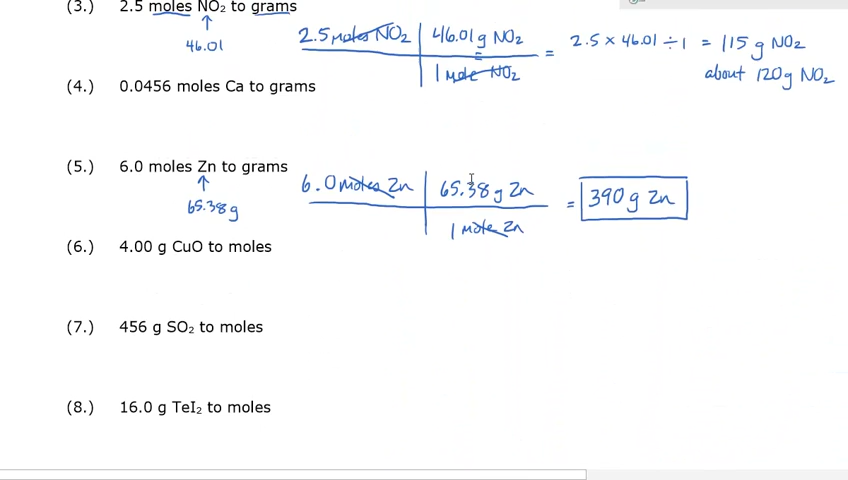 (3.) 2.5 moles NO₂ to grams
46.01
2.5 moles NO₂ | 46.01 g NO₂
1 mole NO₂
= 2.5 × 46.01 ÷ 1 = 115 g NO₂
about 120 g NO₂
(4.) 0.0456 moles Ca to grams
(5.) 6.0 moles Zn to grams
65.38 g
6.0 moles Zn | 65.38 g Zn
1 mole Zn
= 390 g Zn
(6.) 4.00 g CuO to moles
(7.) 456 g SO₂ to moles
(8.) 16.0 g TeI₂ to moles